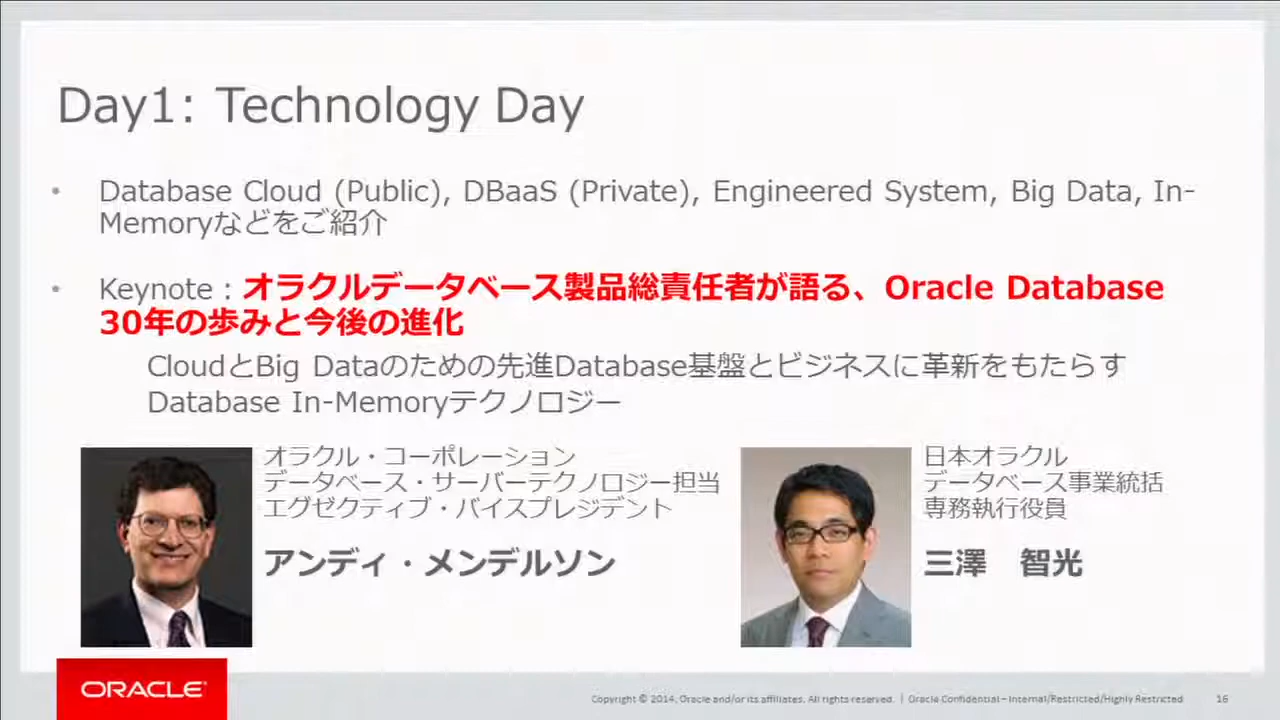 Day1: Technology Day
• Database Cloud (Public), DBaaS (Private), Engineered System, Big Data, In-
Memoryなどをご紹介
• Keynote : オラクルデータベース製品総責任者が語る、Oracle Database
30年の歩みと今後の進化
CloudとBig Dataのための先進Database基盤とビジネスに革新をもたらす
Database In-Memoryテクノロジー
オラクル・コーポレーション
データベース・サーバーテクノロジー担当
エグゼクティブ・バイスプレジデント
アンディ・メンデルソン
日本オラクル
データベース事業統括
専務執行役員
三澤　智光
ORACLE
Copyright © 2014, Oracle and/or its affiliates. All rights reserved. | Oracle Confidential – Internal/Restricted/Highly Restricted 16